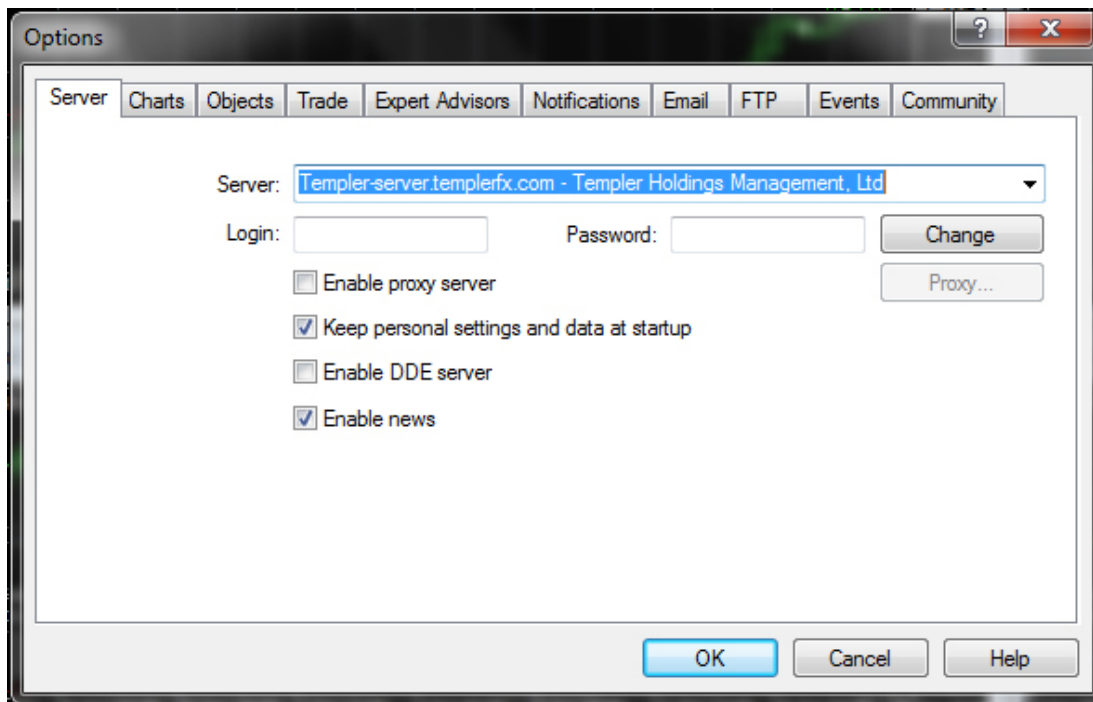 Options
?
X
Server Charts Objects Trade Expert Advisors Notifications Email FTP Events Community
Server: Templer-server.templerfx.com - Templer Holdings Management, Ltd
Login: Password: Change
Enable proxy server Proxy...
Keep personal settings and data at startup
Enable DDE server
Enable news
OK Cancel Help